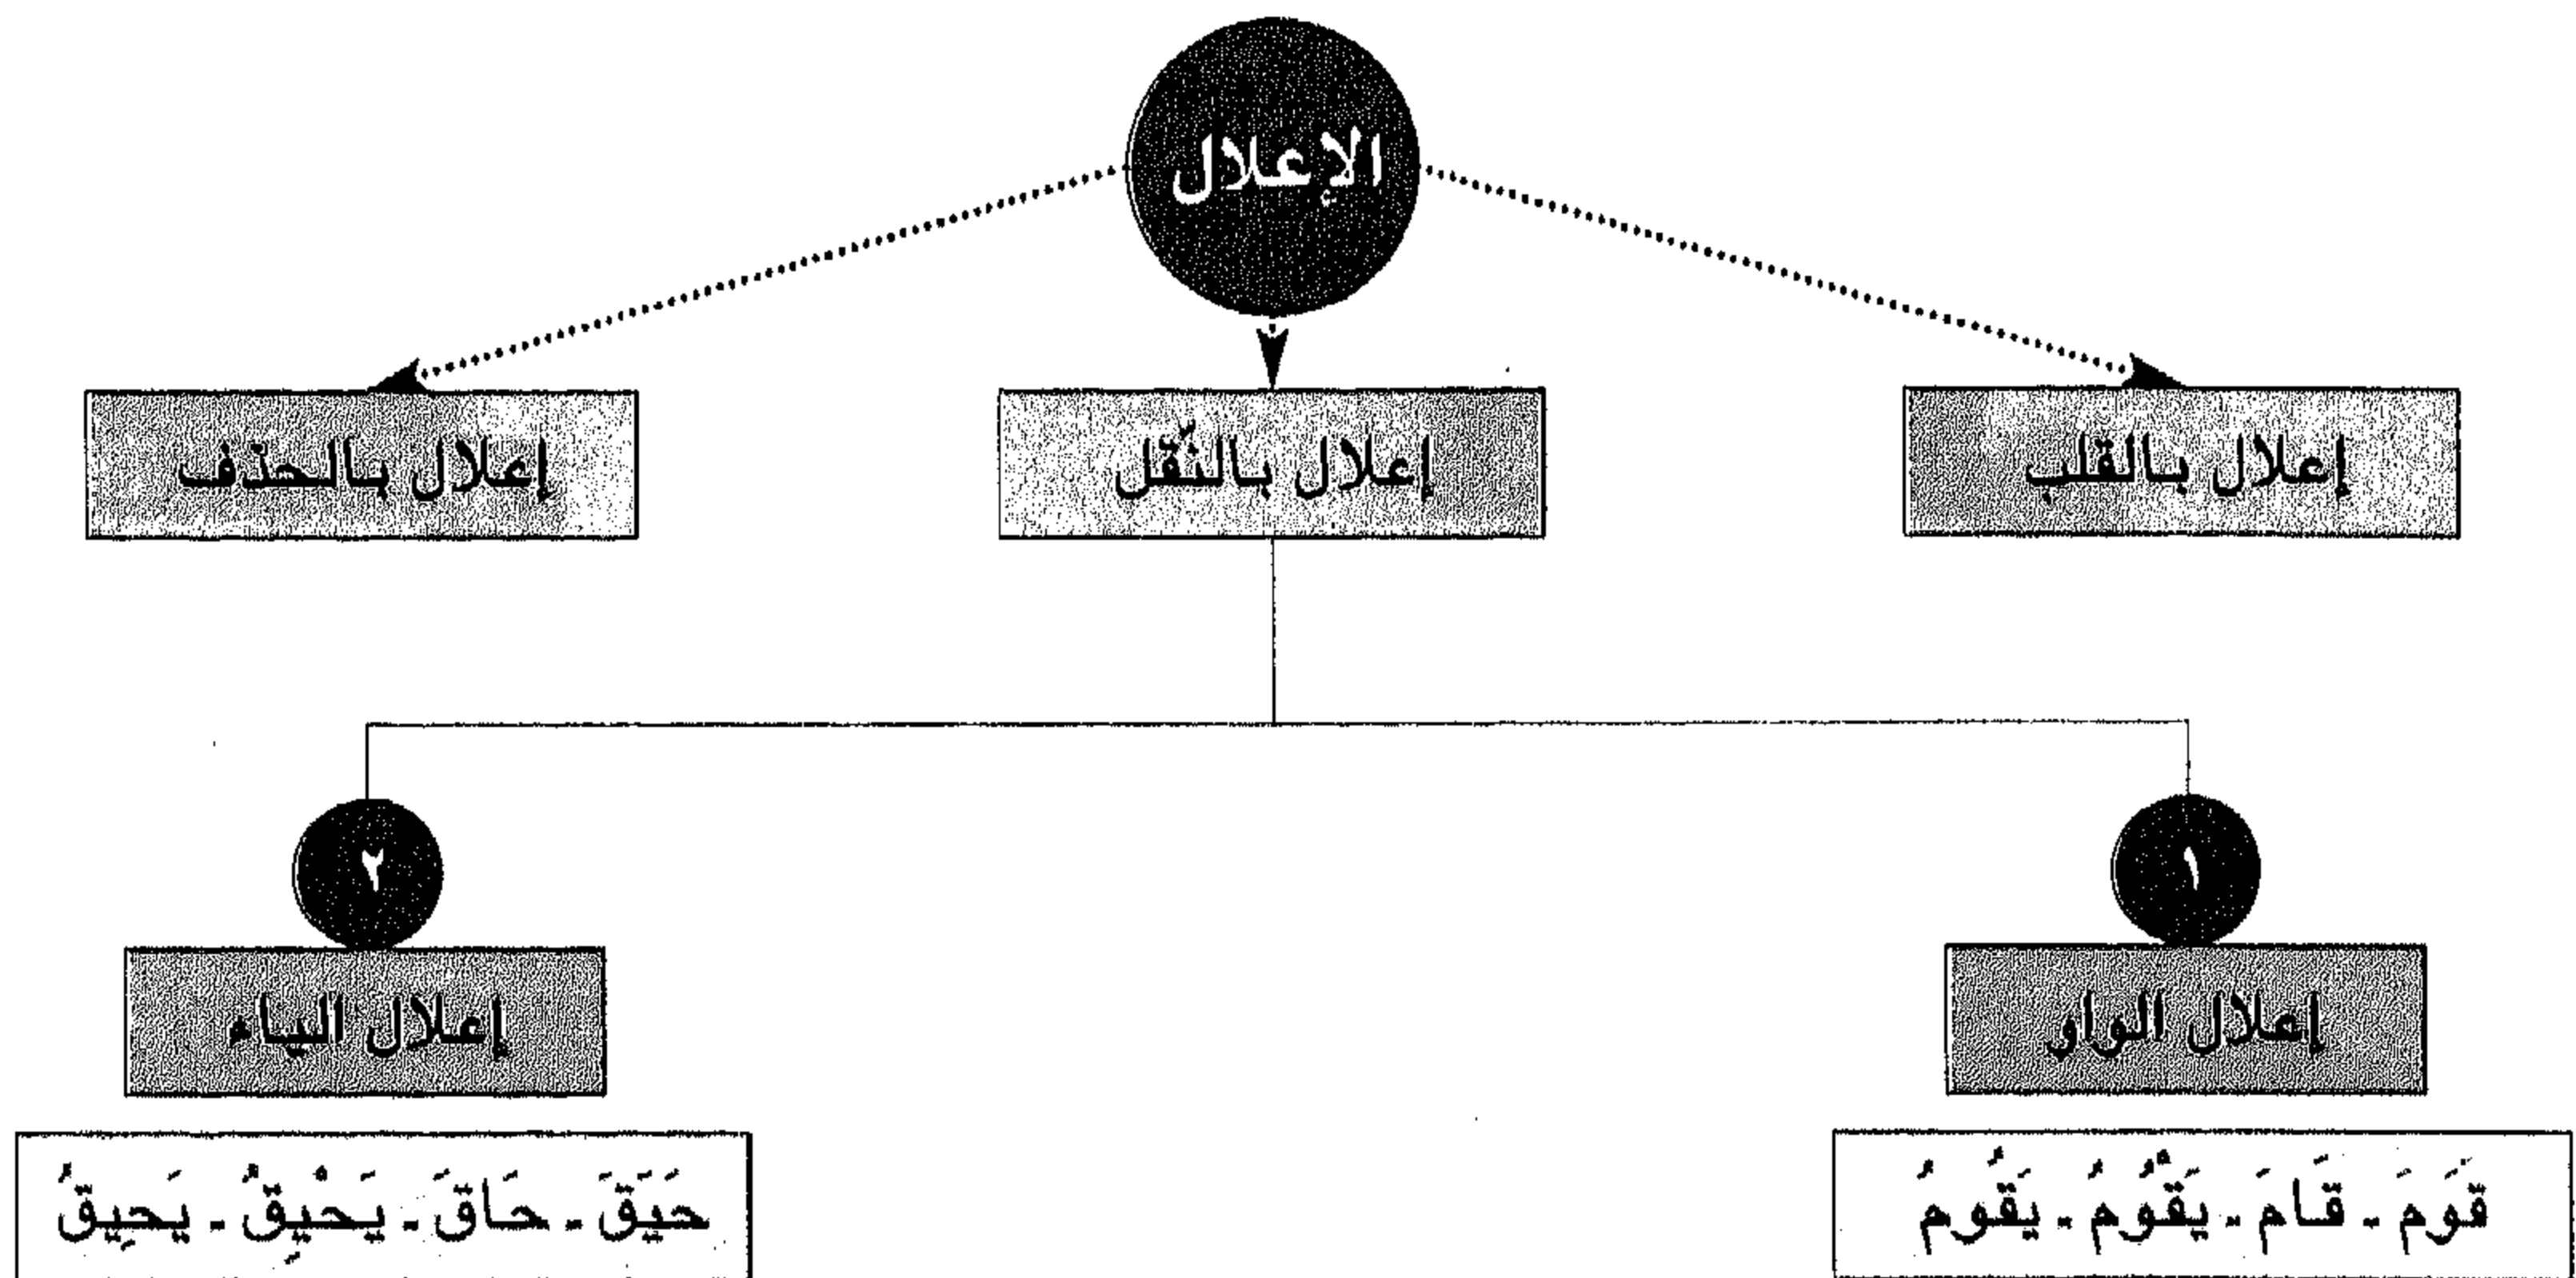 الإعلال
إعلال بالقلب
إعلال بالنّقل
إعلال بالحذف
١
إعلال الواو
قَوَمَ - قَامَ - يَقْوُمُ - يَقُومُ
٢
إعلال الياء
حَيَقَ - حَاقَ - يَحْيِقُ - يَحِيقُ